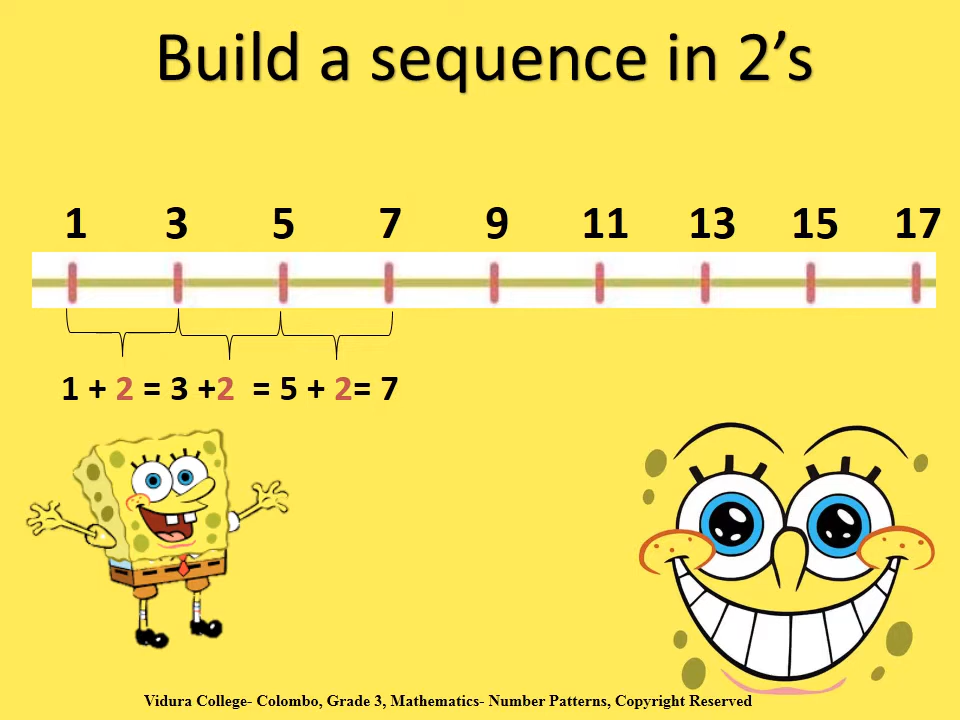 Build a sequence in 2’s
1 3 5 7 9 11 13 15 17
1 + 2 = 3 +2 = 5 + 2= 7
Vidura College- Colombo, Grade 3, Mathematics- Number Patterns, Copyright Reserved